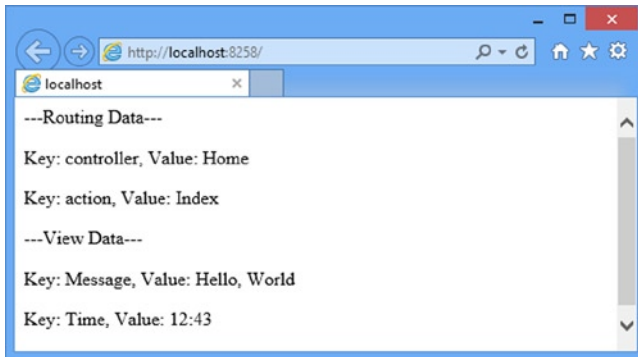 http://localhost:8258/
localhost
---Routing Data---
Key: controller, Value: Home
Key: action, Value: Index
---View Data---
Key: Message, Value: Hello, World
Key: Time, Value: 12:43